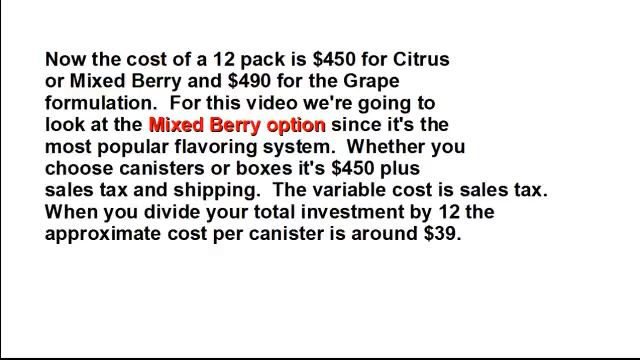 Now the cost of a 12 pack is $450 for Citrus
or Mixed Berry and $490 for the Grape
formulation.  For this video we're going to
look at the Mixed Berry option since it's the
most popular flavoring system.  Whether you
choose canisters or boxes it's $450 plus
sales tax and shipping.  The variable cost is sales tax.
When you divide your total investment by 12 the
approximate cost per canister is around $39.